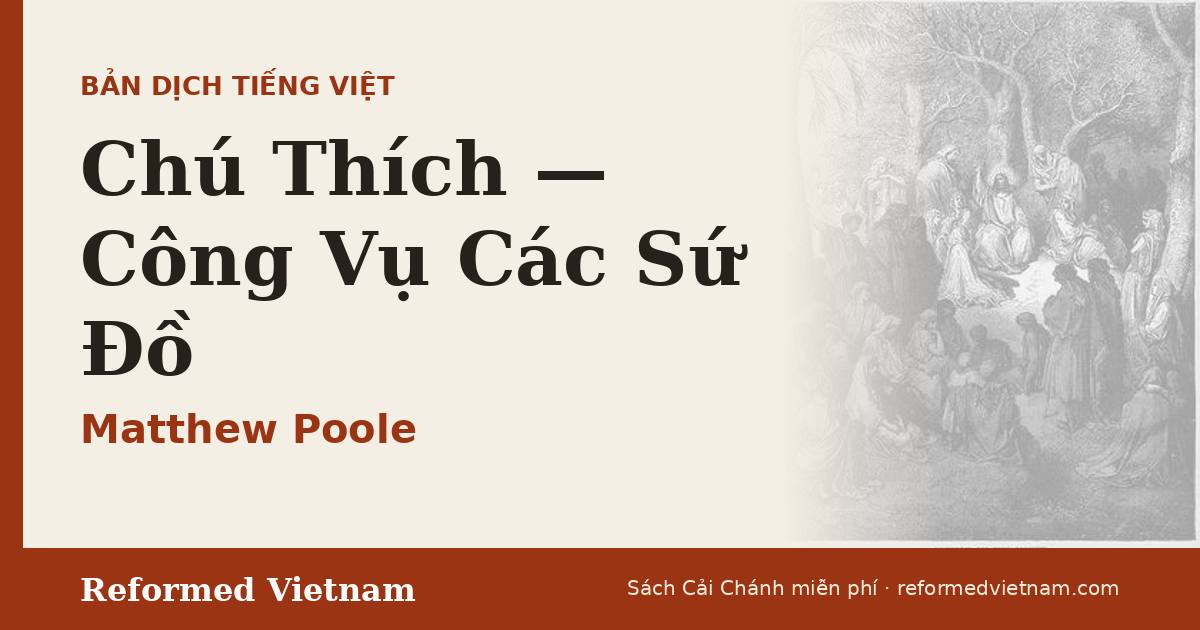 BẢN DỊCH TIẾNG VIỆT
Chú Thích —
Công Vụ Các Sứ
Đồ
Matthew Poole
Reformed Vietnam
Sách Cải Chánh miễn phí · reformedvietnam.com